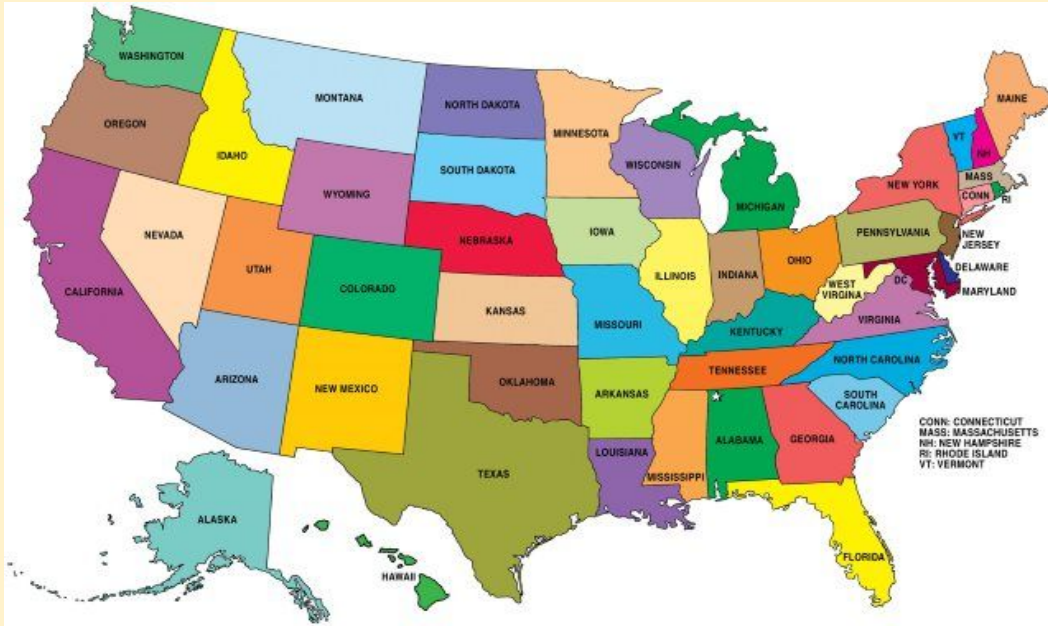 WASHINGTON
MONTANA
NORTH DAKOTA
MINNESOTA
MAINE
OREGON
IDAHO
VT
NH
WISCONSIN
SOUTH DAKOTA
WYOMING
MICHIGAN
NEW YORK
MASS
CONN
RI
NEVADA
NEBRASKA
IOWA
PENNSYLVANIA
NEW
JERSEY
UTAH
COLORADO
ILLINOIS
INDIANA
OHIO
DELAWARE
CALIFORNIA
WEST
VIRGINA
DC
MARYLAND
KANSAS
MISSOURI
KENTUCKY
VIRGINIA
ARIZONA
NEW MEXICO
OKLAHOMA
ARKANSAS
TENNESSEE
NORTH CAROLINA
SOUTH
CAROLINA
TEXAS
LOUISIANA
MISSISSIPPI
ALABAMA
GEORGIA
CONN: CONNECTICUT
MASS: MASSACHUSETTS
NH: NEW HAMPSHIRE
RI: RHODE ISLAND
VT: VERMONT
ALASKA
HAWAII
FLORIDA